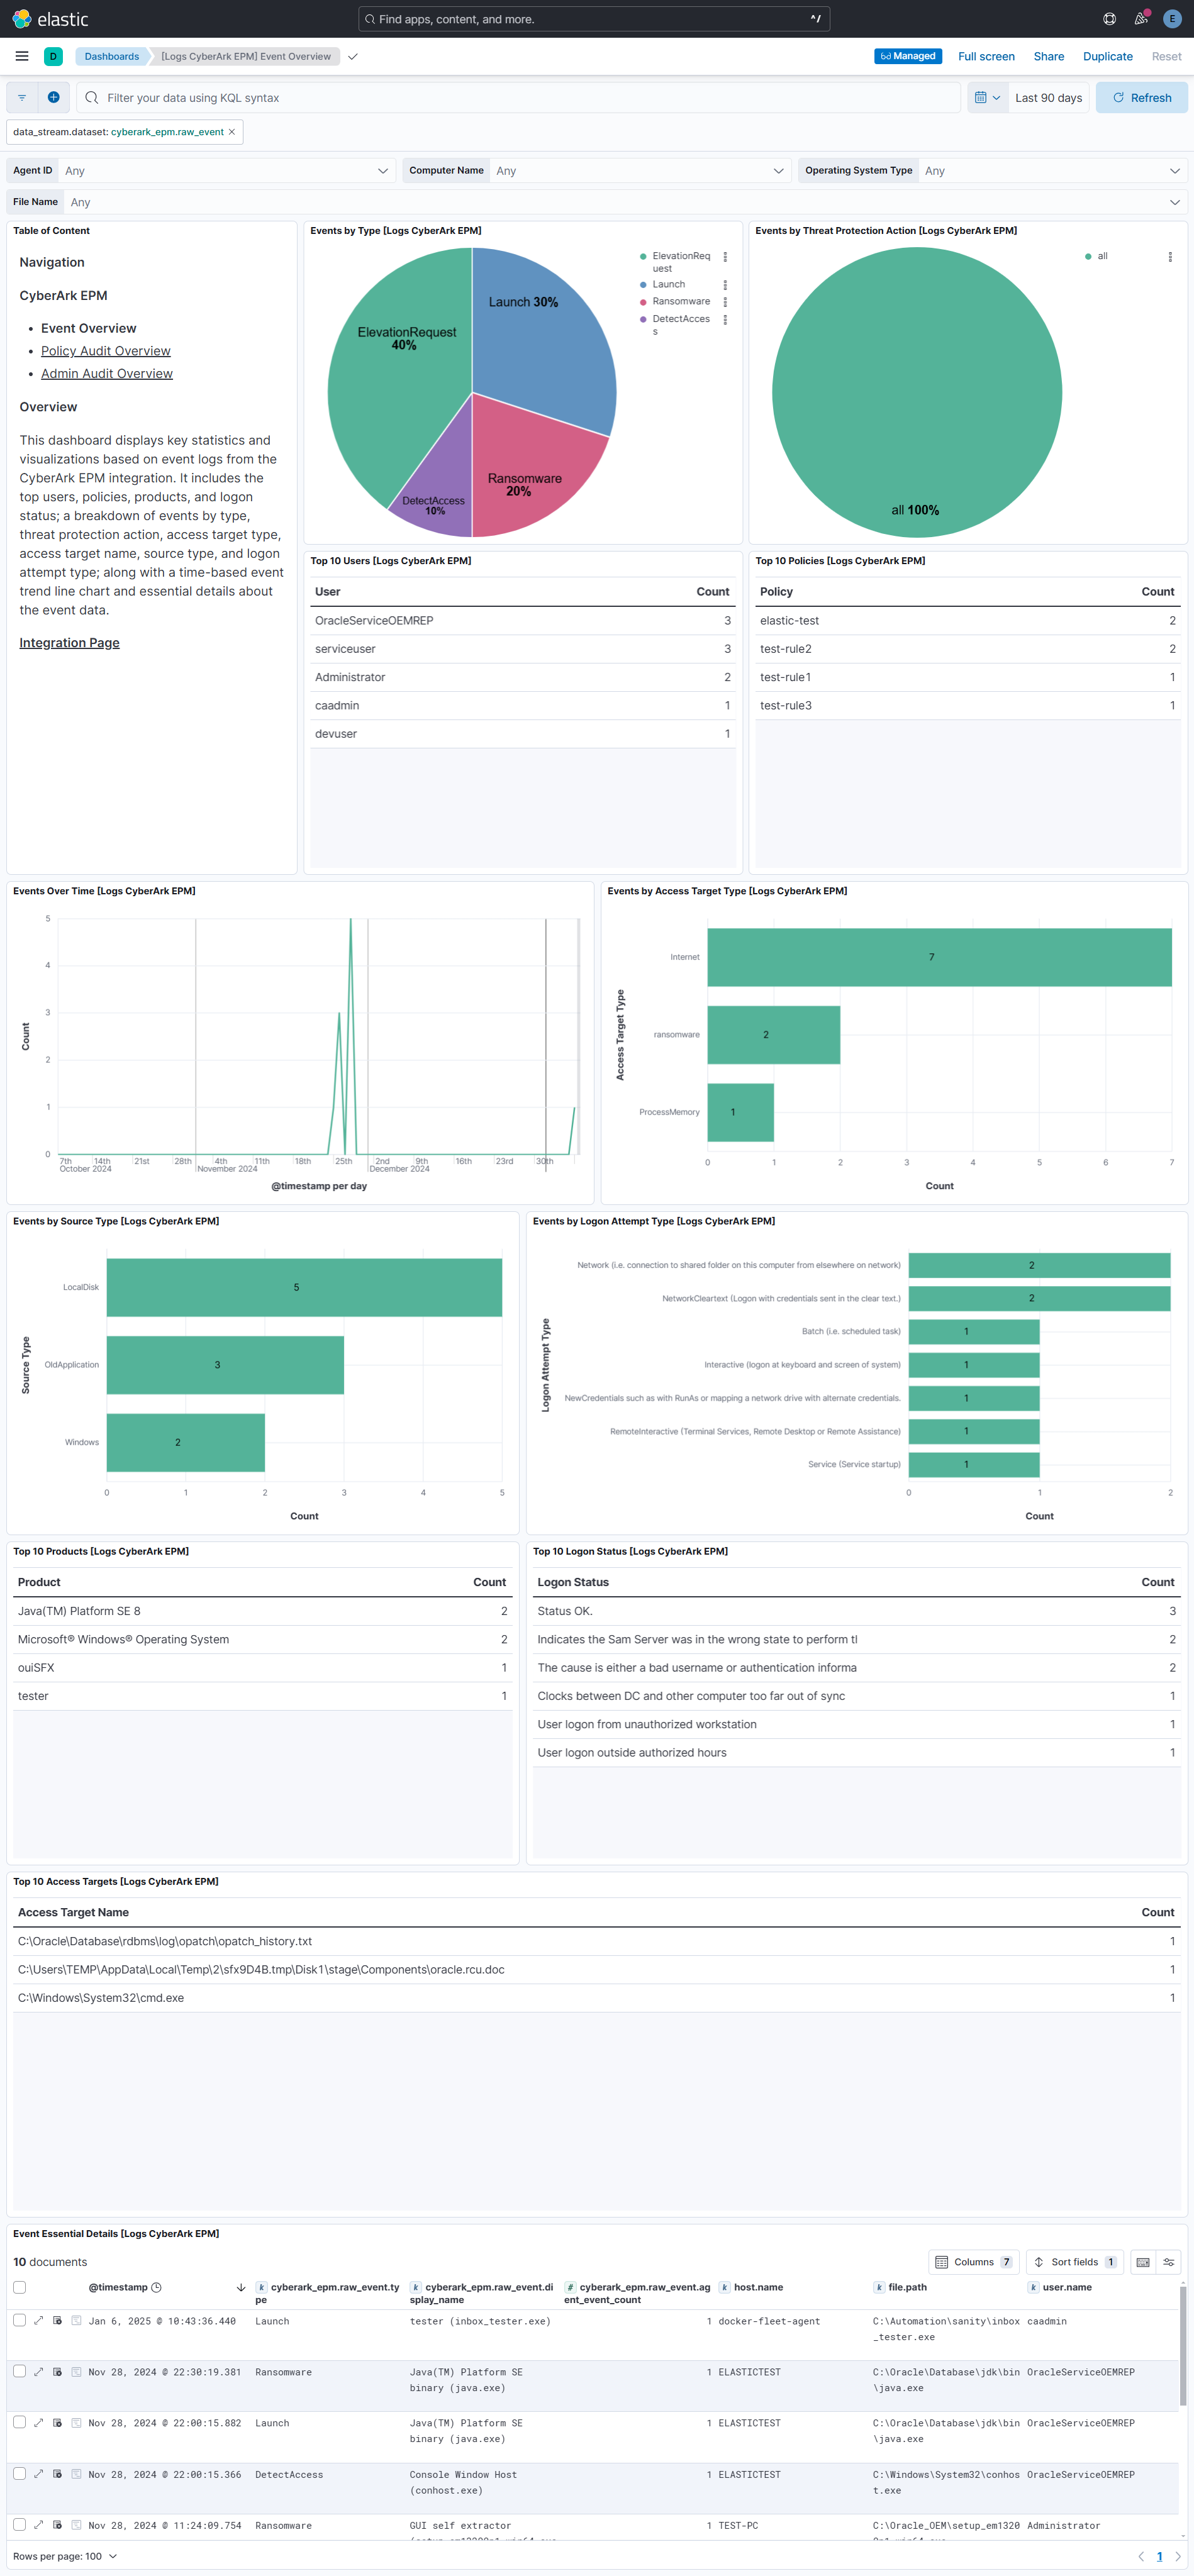 elastic
Find apps, content, and more.
^/
E
D
Dashboards
[Logs CyberArk EPM] Event Overview
Managed
Full screen
Share
Duplicate
Reset
Filter your data using KQL syntax
Last 90 days
Refresh
data_stream.dataset: cyberark_epm.raw_event ×
Agent ID Any
Computer Name Any
Operating System Type Any
File Name Any
Table of Content
Navigation
CyberArk EPM
• Event Overview
• Policy Audit Overview
• Admin Audit Overview
Overview
This dashboard displays key statistics and
visualizations based on event logs from the
CyberArk EPM integration. It includes the
top users, policies, products, and logon
status; a breakdown of events by type,
threat protection action, access target type,
access target name, source type, and logon
attempt type; along with a time-based event
trend line chart and essential details about
the event data.
Integration Page
Events by Type [Logs CyberArk EPM]
Launch 30%
ElevationRequest
40%
Ransomware
20%
DetectAccess
10%
ElevationReq
uest
Launch
Ransomware
DetectAcces
s
Events by Threat Protection Action [Logs CyberArk EPM]
all
all 100%
Top 10 Users [Logs CyberArk EPM]
User Count
OracleServiceOEMREP 3
serviceuser 3
Administrator 2
caadmin 1
devuser 1
Top 10 Policies [Logs CyberArk EPM]
Policy Count
elastic-test 2
test-rule2 2
test-rule1 1
test-rule3 1
Events Over Time [Logs CyberArk EPM]
5
4
3
2
1
0
Count
7th 14th 21st 28th 4th 11th 18th 25th 2nd 9th 16th 23rd 30th
October 2024 November 2024 December 2024
@timestamp per day
Events by Access Target Type [Logs CyberArk EPM]
Access Target Type
Internet 7
ransomware 2
ProcessMemory 1
0 1 2 3 4 5 6 7
Count
Events by Source Type [Logs CyberArk EPM]
Source Type
LocalDisk 5
OldApplication 3
Windows 2
0 1 2 3 4 5
Count
Events by Logon Attempt Type [Logs CyberArk EPM]
Logon Attempt Type
Network (i.e. connection to shared folder on this computer from elsewhere on network) 2
NetworkCleartext (Logon with credentials sent in the clear text.) 2
Batch (i.e. scheduled task) 1
Interactive (logon at keyboard and screen of system) 1
NewCredentials such as with RunAs or mapping a network drive with alternate credentials. 1
RemoteInteractive (Terminal Services, Remote Desktop or Remote Assistance) 1
Service (Service startup) 1
0 1 2
Count
Top 10 Products [Logs CyberArk EPM]
Product Count
Java(TM) Platform SE 8 2
Microsoft® Windows® Operating System 2
ouiSFX 1
tester 1
Top 10 Logon Status [Logs CyberArk EPM]
Logon Status Count
Status OK. 3
Indicates the Sam Server was in the wrong state to perform tl 2
The cause is either a bad username or authentication informa 2
Clocks between DC and other computer too far out of sync 1
User logon from unauthorized workstation 1
User logon outside authorized hours 1
Top 10 Access Targets [Logs CyberArk EPM]
Access Target Name Count
C:\Oracle\Database\rdbms\log\opatch\opatch_history.txt 1
C:\Users\TEMP\AppData\Local\Temp\2\sfx9D4B.tmp\Disk1\stage\Components\oracle.rcu.doc 1
C:\Windows\System32\cmd.exe 1
Event Essential Details [Logs CyberArk EPM]
10 documents
Columns 7
Sort fields 1
@timestamp k cyberark_epm.raw_event.ty k cyberark_epm.raw_event.di # cyberark_epm.raw_event.ag k host.name k file.path k user.name
pe splay_name ent_event_count
Jan 6, 2025 @ 10:43:36.440 Launch tester (inbox_tester.exe) 1 docker-fleet-agent C:\Automation\sanity\inbox caadmin
_tester.exe
Nov 28, 2024 @ 22:30:19.381 Ransomware Java(TM) Platform SE 1 ELASTICTEST C:\Oracle\Database\jdk\bin OracleServiceOEMREP
binary (java.exe) \java.exe
Nov 28, 2024 @ 22:00:15.882 Launch Java(TM) Platform SE 1 ELASTICTEST C:\Oracle\Database\jdk\bin OracleServiceOEMREP
binary (java.exe) \java.exe
Nov 28, 2024 @ 22:00:15.366 DetectAccess Console Window Host 1 ELASTICTEST C:\Windows\System32\conhos OracleServiceOEMREP
(conhost.exe) t.exe
Nov 28, 2024 @ 11:24:09.754 Ransomware GUI self extractor 1 TEST-PC C:\Oracle_OEM\setup_em1320 Administrator
Rows per page: 100
1